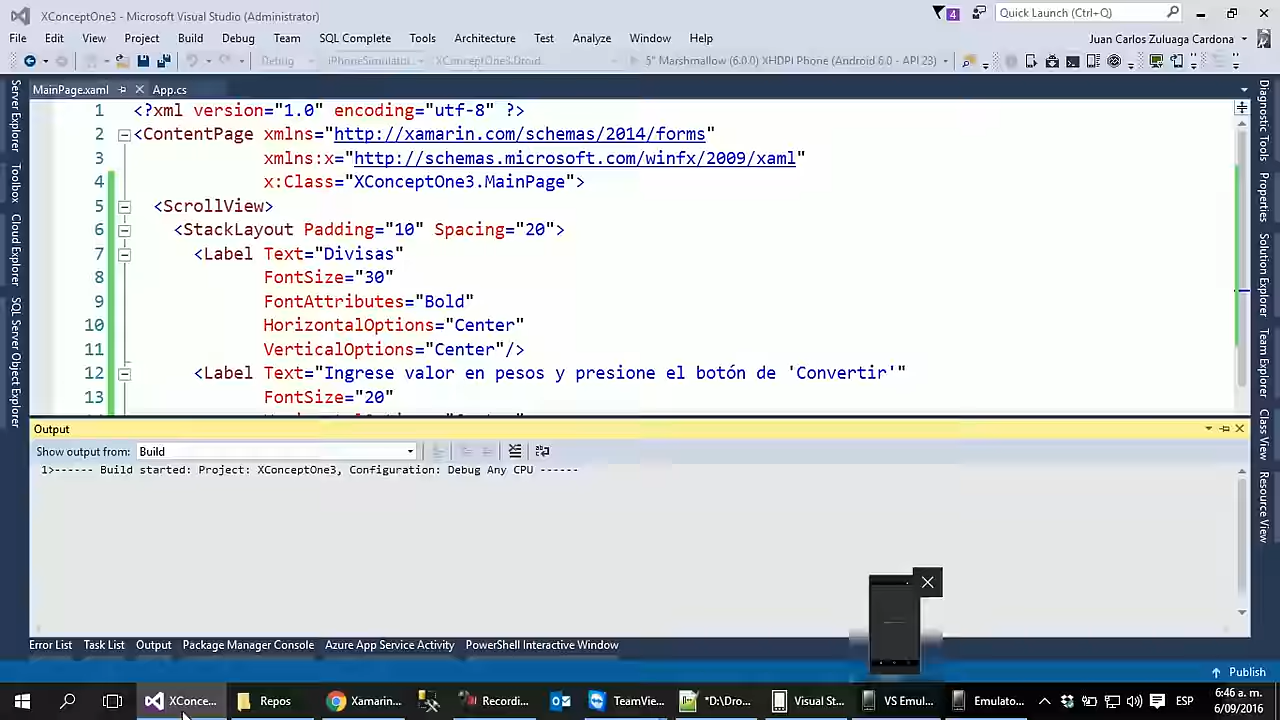 XConceptOne3 - Microsoft Visual Studio (Administrator)
4
Quick Launch (Ctrl+Q)
File Edit View Project Build Debug Team SQL Complete Tools Architecture Test Analyze Window Help
Juan Carlos Zuluaga Cardona
Debug iPhoneSimulator XConceptOne3.Droid 5" Marshmallow (6.0.0) XHDPI Phone (Android 6.0 - API 23)
MainPage.xaml App.cs
1 <?xml version="1.0" encoding="utf-8" ?>
2 <ContentPage xmlns="http://xamarin.com/schemas/2014/forms"
3 xmlns:x="http://schemas.microsoft.com/winfx/2009/xaml"
4 x:Class="XConceptOne3.MainPage">
5 <ScrollView>
6 <StackLayout Padding="10" Spacing="20">
7 <Label Text="Divisas"
8 FontSize="30"
9 FontAttributes="Bold"
10 HorizontalOptions="Center"
11 VerticalOptions="Center"/>
12 <Label Text="Ingrese valor en pesos y presione el botón de 'Convertir'"
13 FontSize="20"
Server Explorer
Toolbox
Cloud Explorer
SQL Server Object Explorer
Diagnostic Tools
Properties
Solution Explorer
Team Explorer
Class View
Resource View
Output
Show output from: Build
1>------ Build started: Project: XConceptOne3, Configuration: Debug Any CPU ------
Error List Task List Output Package Manager Console Azure App Service Activity PowerShell Interactive Window
Publish
XConce... Repos Xamarin... Recordi... TeamVie... *D:\Dro... Visual St... VS Emul... Emulato... ESP
6:46 a. m.
6/09/2016